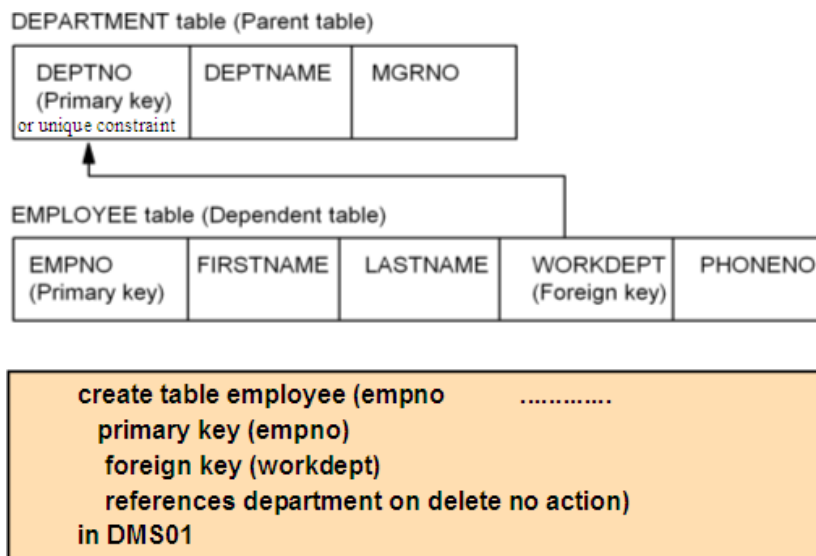 DEPARTMENT table (Parent table)
DEPTNO DEPTNAME MGRNO
(Primary key)
or unique constraint
EMPLOYEE table (Dependent table)
EMPNO FIRSTNAME LASTNAME WORKDEPT PHONENO
(Primary key) (Foreign key)
create table employee (empno .............
primary key (empno)
foreign key (workdept)
references department on delete no action)
in DMS01